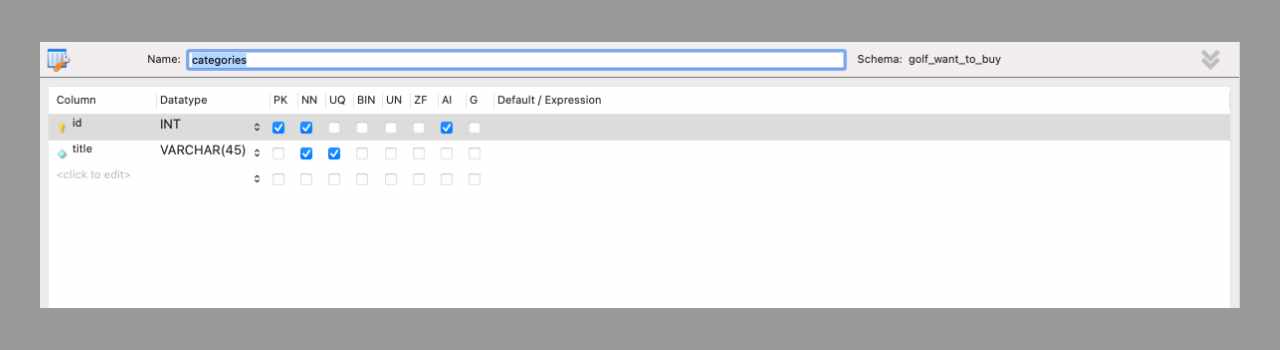 Name: categories Schema: golf_want_to_buy
Column Datatype PK NN UQ BIN UN ZF AI G Default / Expression
id INT
title VARCHAR(45)
<click to edit>